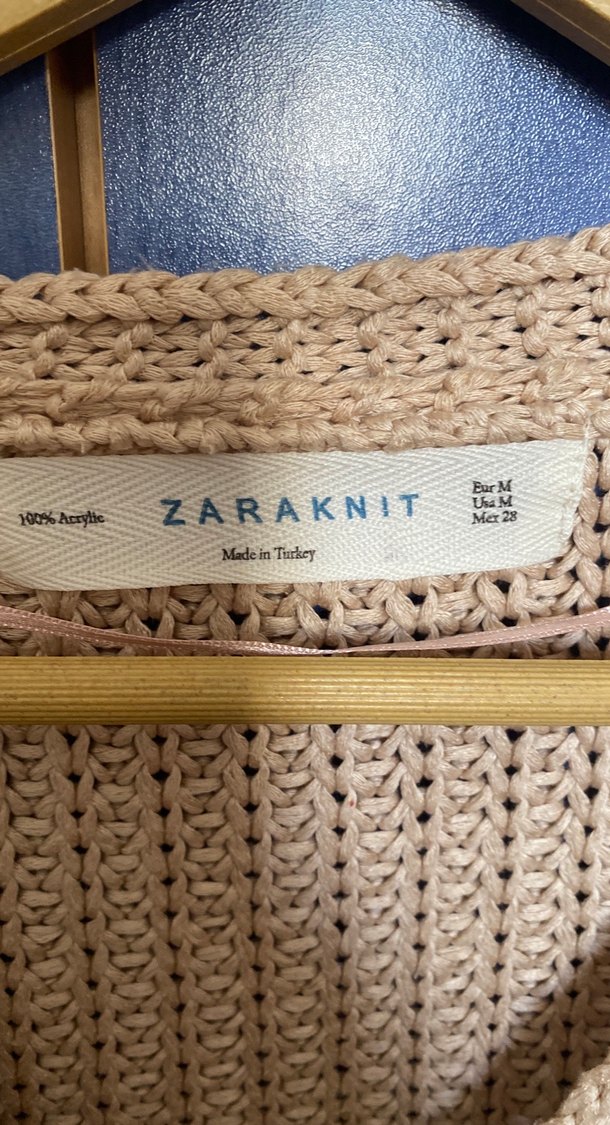 100% Acrylic
ZARAKNIT
Eur M
Usa M
Mex 28
Made in Turkey